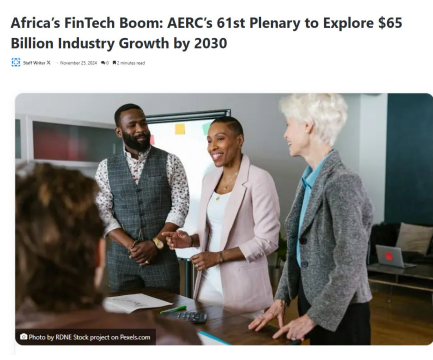 Africa's FinTech Boom: AERC's 61st Plenary to Explore $65
Billion Industry Growth by 2030
Staff Writer X · November 23, 2024 0 2 minutes read
Photo by RDNE Stock project on Pexels.com